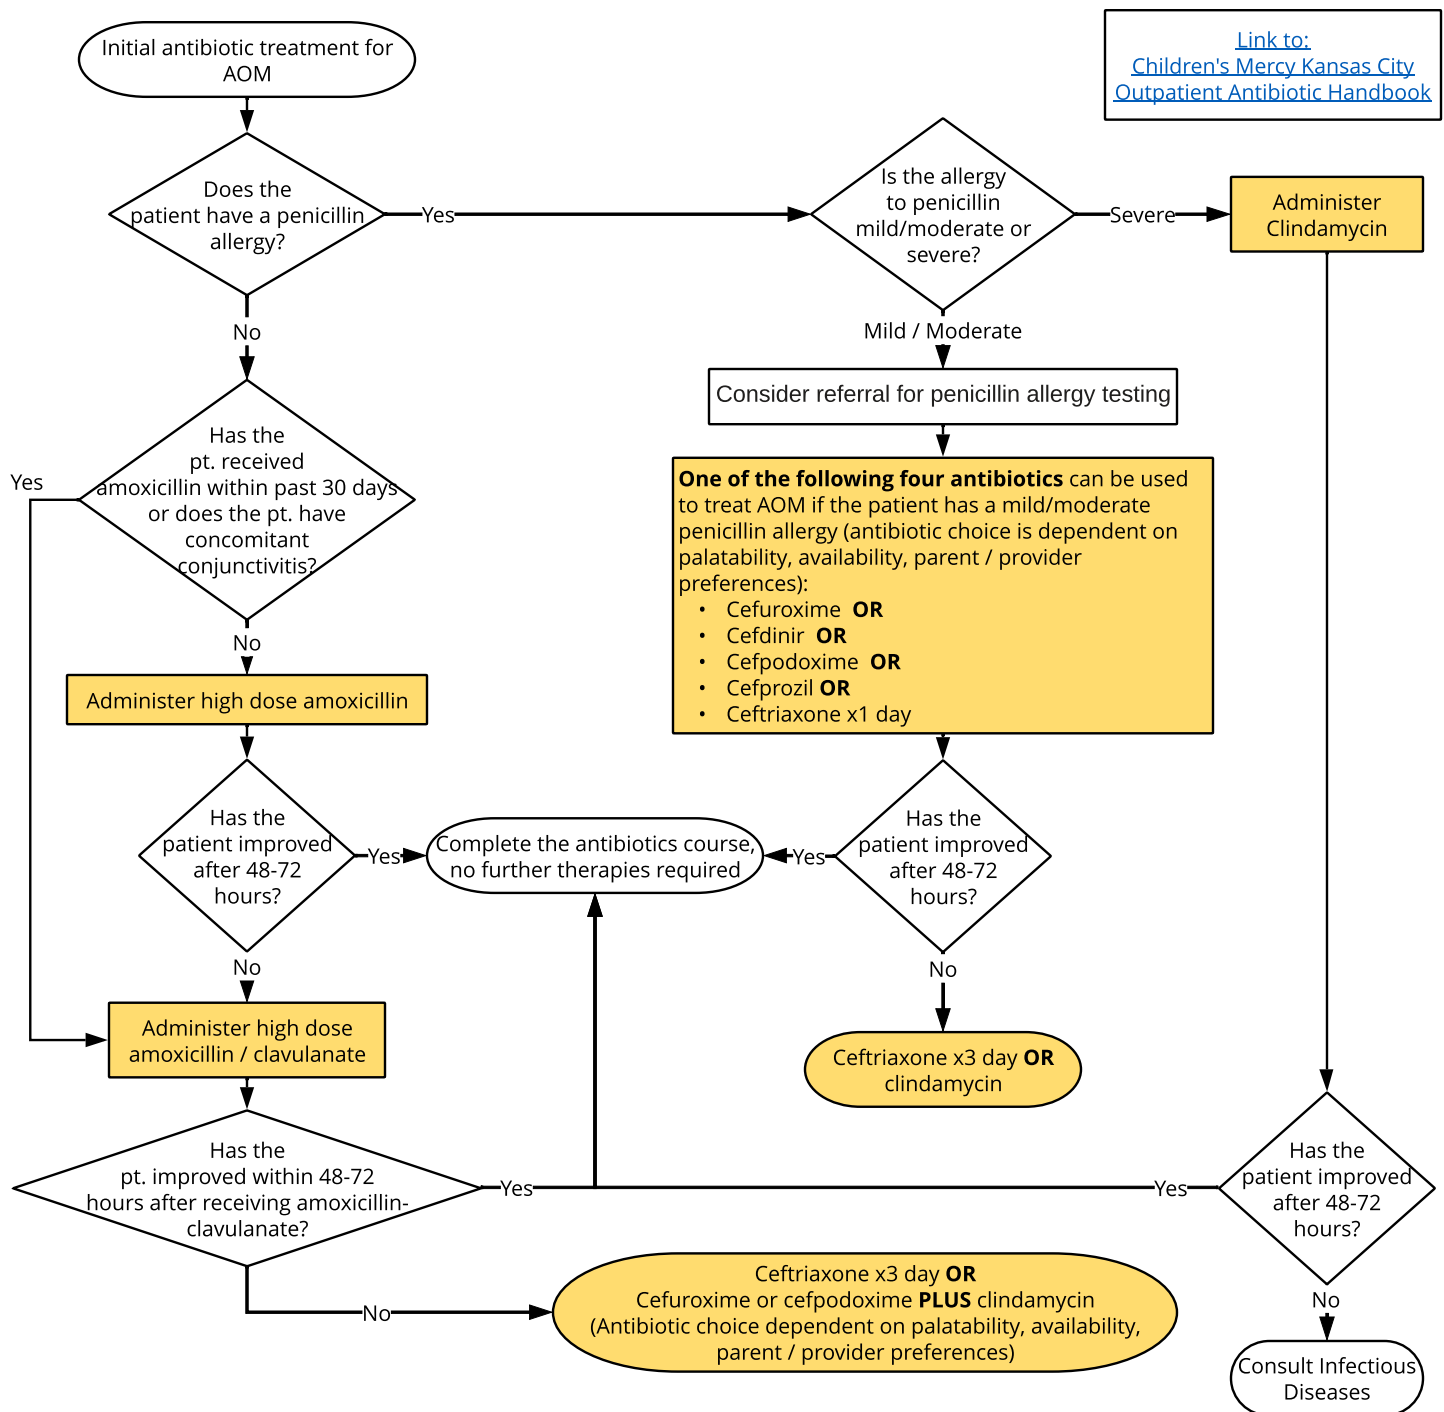 Initial antibiotic treatment for
AOM
Link to:
Children's Mercy Kansas City
Outpatient Antibiotic Handbook
Does the
patient have a penicillin
allergy?
Yes
Is the allergy
to penicillin
mild/moderate or
severe?
Severe
Administer
Clindamycin
No
Mild / Moderate
Consider referral for penicillin allergy testing
Has the
pt. received
amoxicillin within past 30 days
or does the pt. have
concomitant
conjunctivitis?
Yes
No
One of the following four antibiotics can be used
to treat AOM if the patient has a mild/moderate
penicillin allergy (antibiotic choice is dependent on
palatability, availability, parent / provider
preferences):
• Cefuroxime OR
• Cefdinir OR
• Cefpodoxime OR
• Cefprozil OR
• Ceftriaxone x1 day
Administer high dose amoxicillin
Has the
patient improved
after 48-72
hours?
Yes
Complete the antibiotics course,
no further therapies required
Yes
Has the
patient improved
after 48-72
hours?
No
No
Administer high dose
amoxicillin / clavulanate
Ceftriaxone x3 day OR
clindamycin
Has the
pt. improved within 48-72
hours after receiving amoxicillin-
clavulanate?
Yes
Yes
Has the
patient improved
after 48-72
hours?
No
Ceftriaxone x3 day OR
Cefuroxime or cefpodoxime PLUS clindamycin
(Antibiotic choice dependent on palatability, availability,
parent / provider preferences)
No
Consult Infectious
Diseases